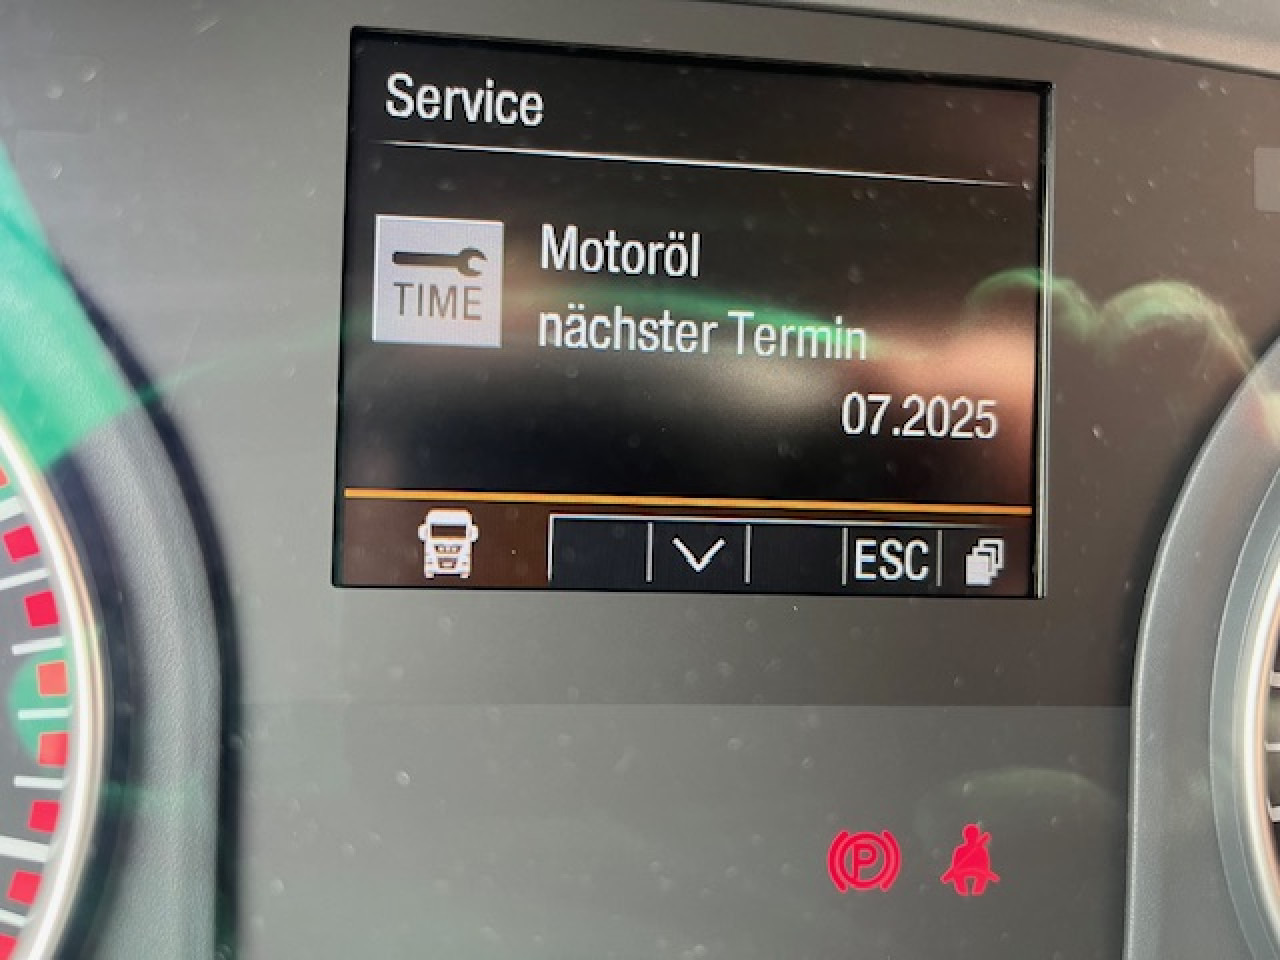 Service
TIME
Motoröl
nächster Termin
07.2025
ESC
P